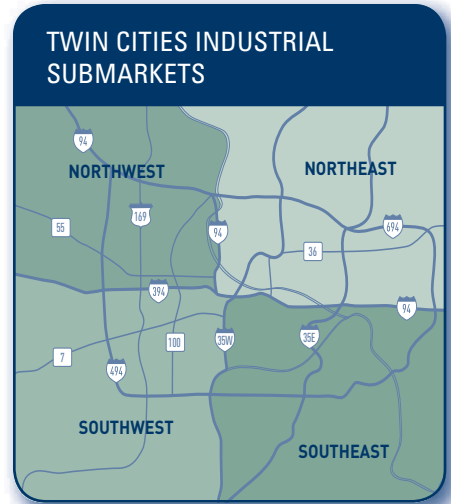 TWIN CITIES INDUSTRIAL
SUBMARKETS
94
NORTHWEST
NORTHEAST
169
55
94
694
36
394
94
35W
35E
100
7
494
SOUTHWEST
SOUTHEAST